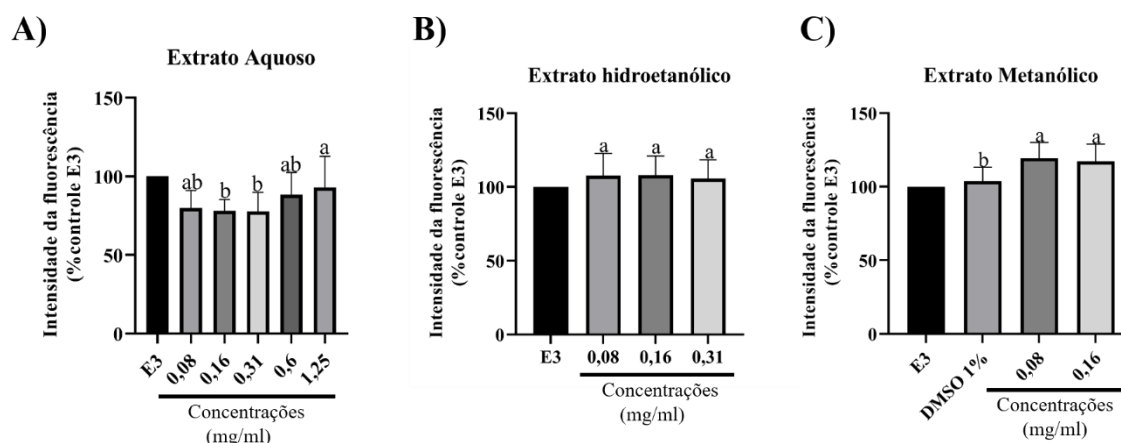 A)
Extrato Aquoso
Intensidade da fluorescência
(%controle E3)
150
100
50
0
ab
b
b
ab
a
E3
0,08
0,16
0,31
0,6
1,25
Concentrações
(mg/ml)
B)
Extrato hidroetanólico
Intensidade da fluorescência
(%controle E3)
150
100
50
0
a
a
a
E3
0,08
0,16
0,31
Concentrações
(mg/ml)
C)
Extrato Metanólico
Intensidade da fluorescência
(%controle E3)
150
100
50
0
b
a
a
E3
DMSO 1%
0,08
0,16
Concentrações
(mg/ml)